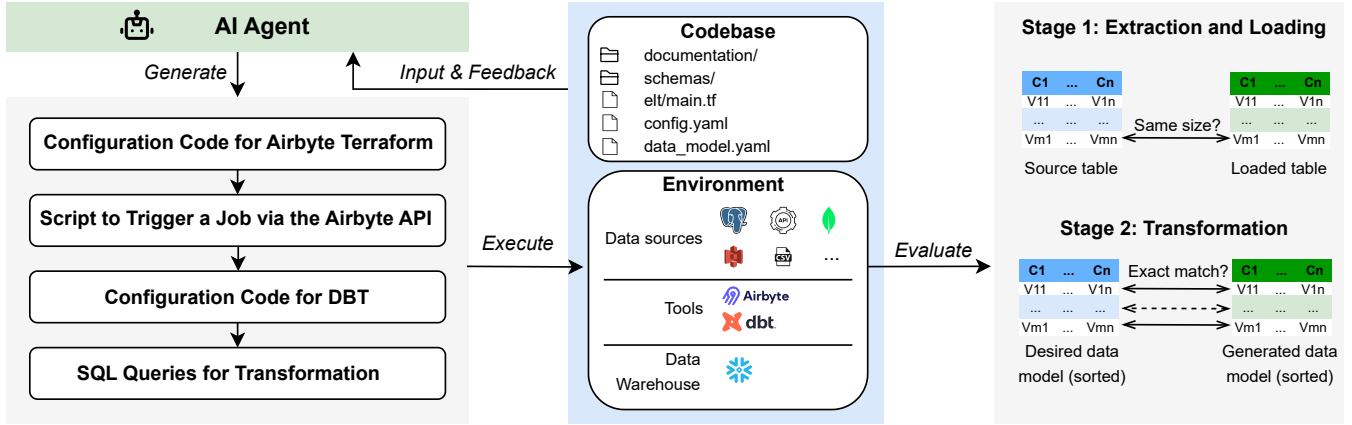 AI Agent
Generate
Input & Feedback
Configuration Code for Airbyte Terraform
Script to Trigger a Job via the Airbyte API
Configuration Code for DBT
SQL Queries for Transformation
Execute
Codebase
documentation/
schemas/
elt/main.tf
config.yaml
data_model.yaml
Environment
Data sources
API
CSV
...
Tools
Airbyte
dbt
Data
Warehouse
Evaluate
Stage 1: Extraction and Loading
C1 ... Cn
V11 ... V1n
... ... ...
Vm1 ... Vmn
Source table
Same size?
C1 ... Cn
V11 ... V1n
... ... ...
Vm1 ... Vmn
Loaded table
Stage 2: Transformation
C1 ... Cn
V11 ... V1n
... ... ...
Vm1 ... Vmn
Desired data
model (sorted)
Exact match?
C1 ... Cn
V11 ... V1n
... ... ...
Vm1 ... Vmn
Generated data
model (sorted)